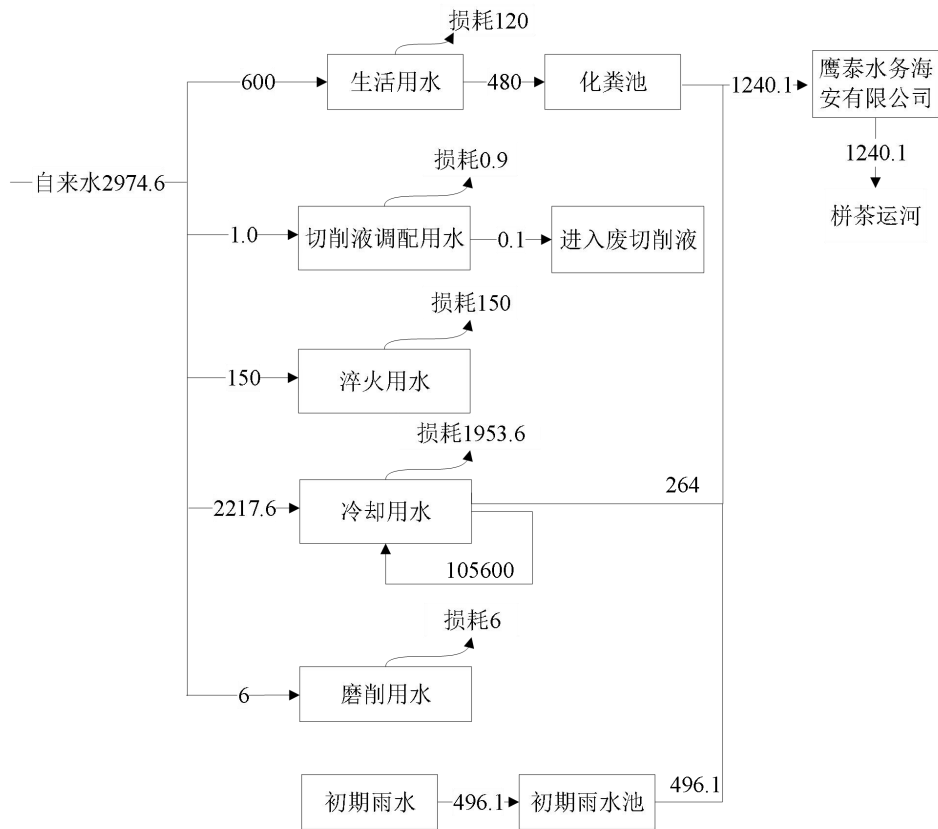 损耗120
600
生活用水
480
化粪池
1240.1
鹰泰水务海
安有限公司
1240.1
栟茶运河
自来水2974.6
损耗0.9
1.0
切削液调配用水
0.1
进入废切削液
损耗150
150
淬火用水
损耗1953.6
2217.6
冷却用水
264
105600
损耗6
6
磨削用水
初期雨水
496.1
初期雨水池
496.1